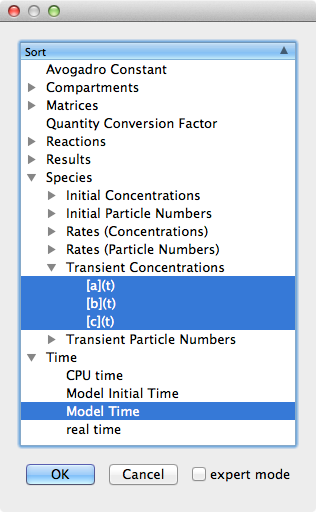 Sort
Avogadro Constant
Compartments
Matrices
Quantity Conversion Factor
Reactions
Results
Species
Initial Concentrations
Initial Particle Numbers
Rates (Concentrations)
Rates (Particle Numbers)
Transient Concentrations
[a](t)
[b](t)
[c](t)
Transient Particle Numbers
Time
CPU time
Model Initial Time
Model Time
real time
OK Cancel expert mode